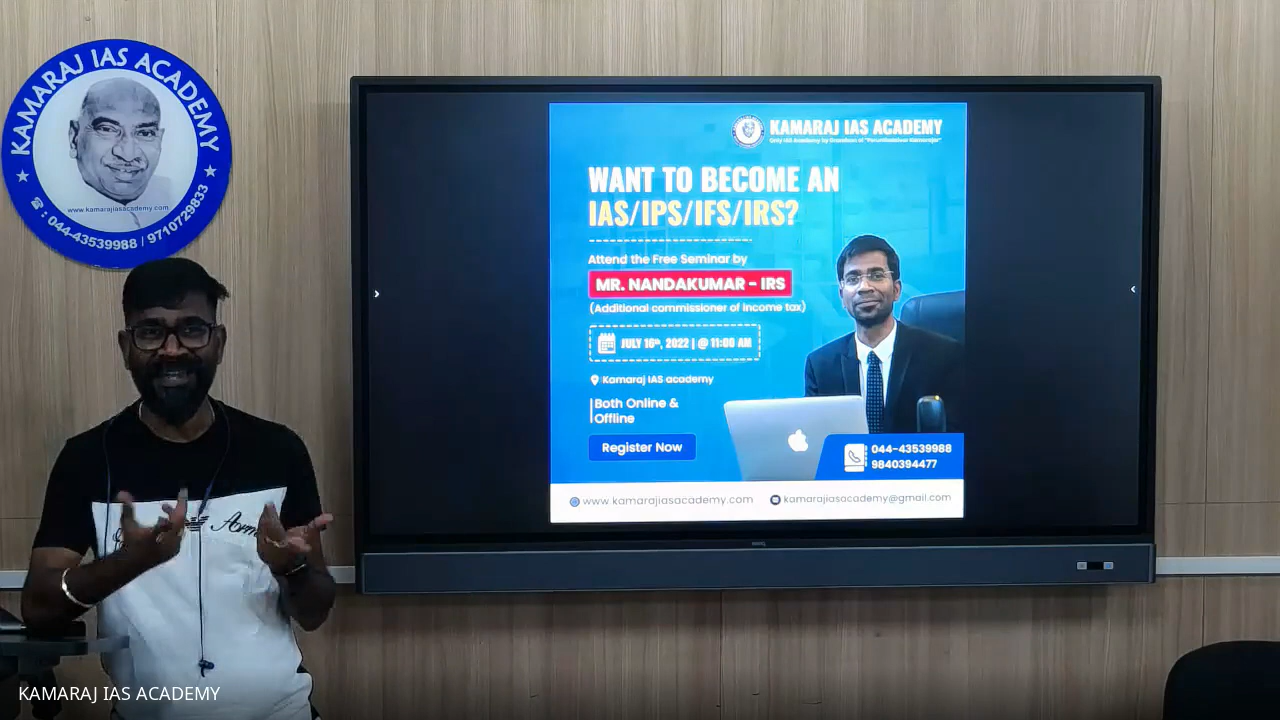 KAMARAJ IAS ACADEMY
www.kamarajiasacademy.com
☎ : 044-43539988 / 9710729833
KAMARAJ IAS ACADEMY
WANT TO BECOME AN
IAS/IPS/IFS/IRS?
Attend the Free Seminar by
MR. NANDAKUMAR - IRS
(Additional commissioner of income tax)
JULY 16th, 2022 | @ 11:00 AM
Kamaraj IAS academy
Both Online &
Offline
Register Now
044-43539988
9840394477
www.kamarajiasacademy.com
kamarajiasacademy@gmail.com
KAMARAJ IAS ACADEMY